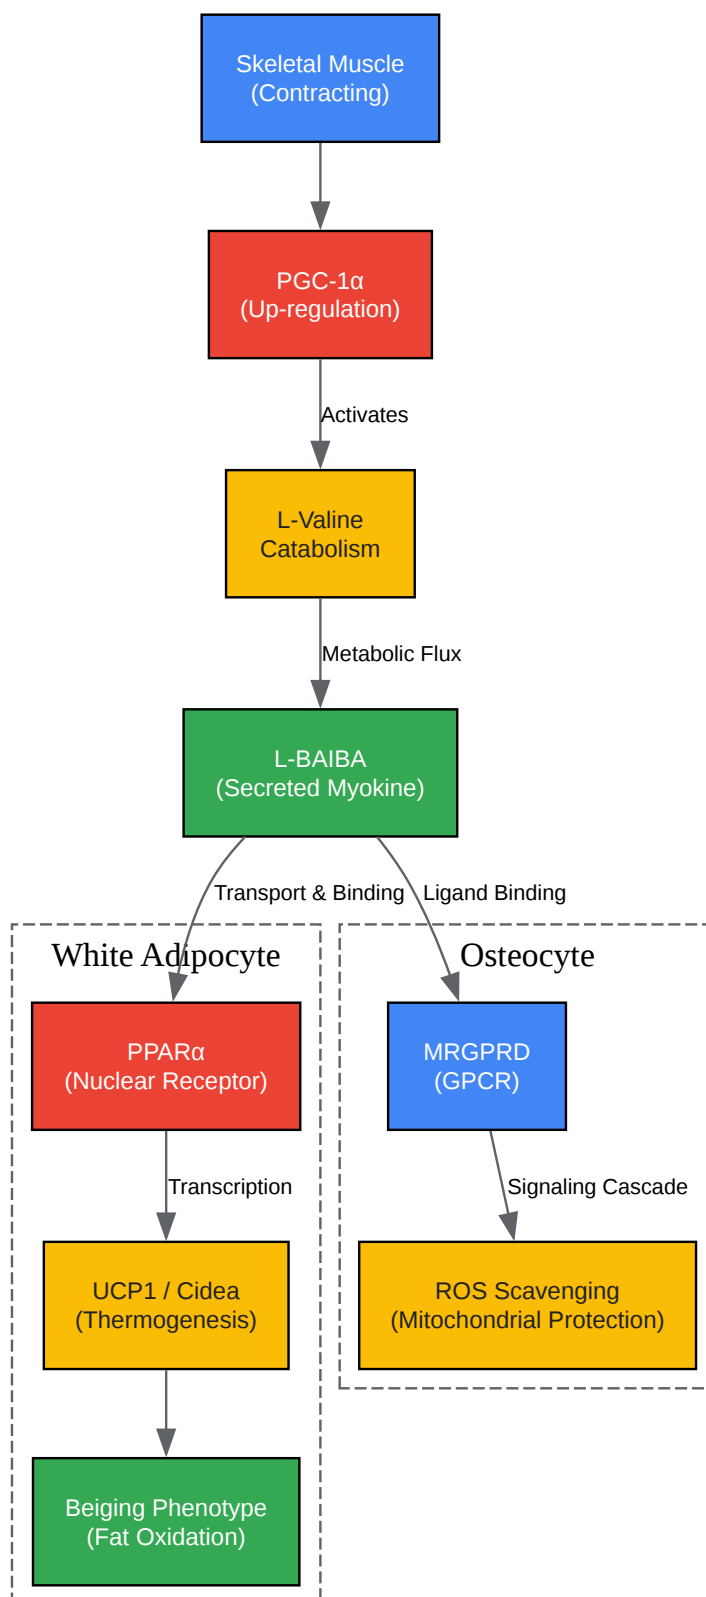 Skeletal Muscle
(Contracting)
PGC-1α
(Up-regulation)
Activates
L-Valine
Catabolism
Metabolic Flux
L-BAIBA
(Secreted Myokine)
Transport & Binding
Ligand Binding
White Adipocyte
Osteocyte
PPARα
(Nuclear Receptor)
MRGPRD
(GPCR)
Transcription
Signaling Cascade
UCP1 / Cidea
(Thermogenesis)
ROS Scavenging
(Mitochondrial Protection)
Beiging Phenotype
(Fat Oxidation)